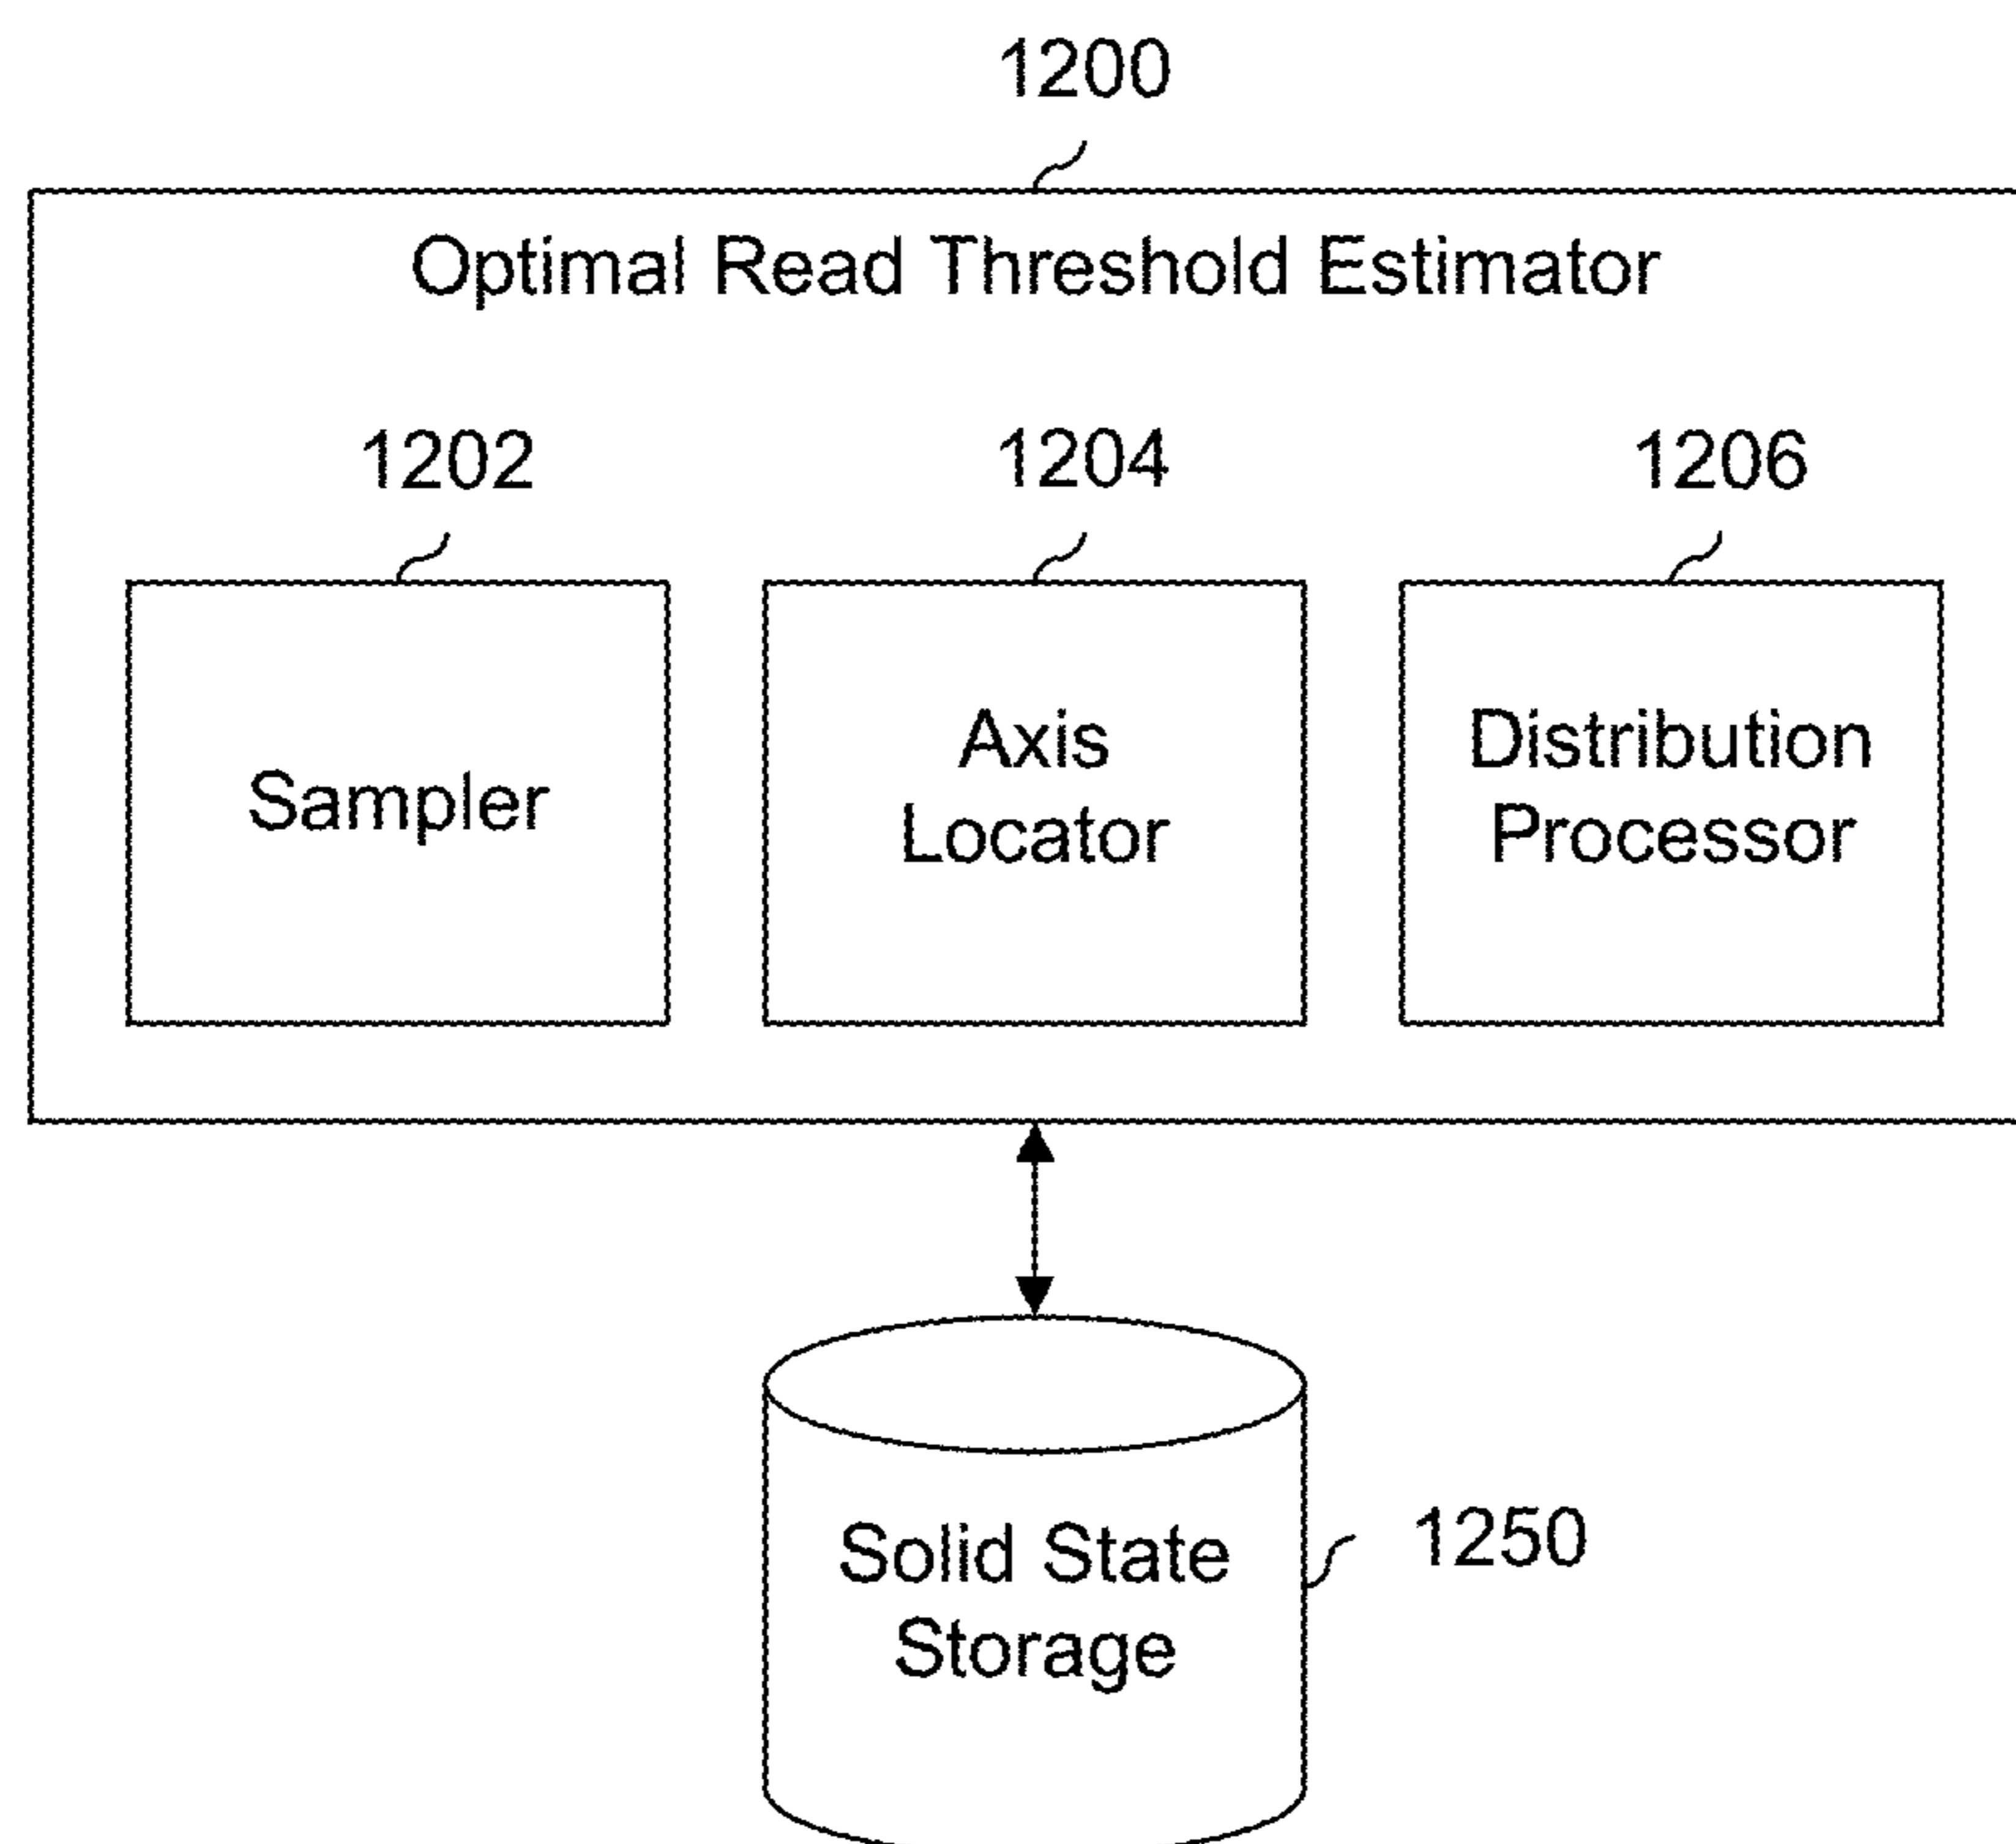 1200
Optimal Read Threshold Estimator
1202
1204
1206
Sampler
Axis
Locator
Distribution
Processor
Solid State
Storage
1250